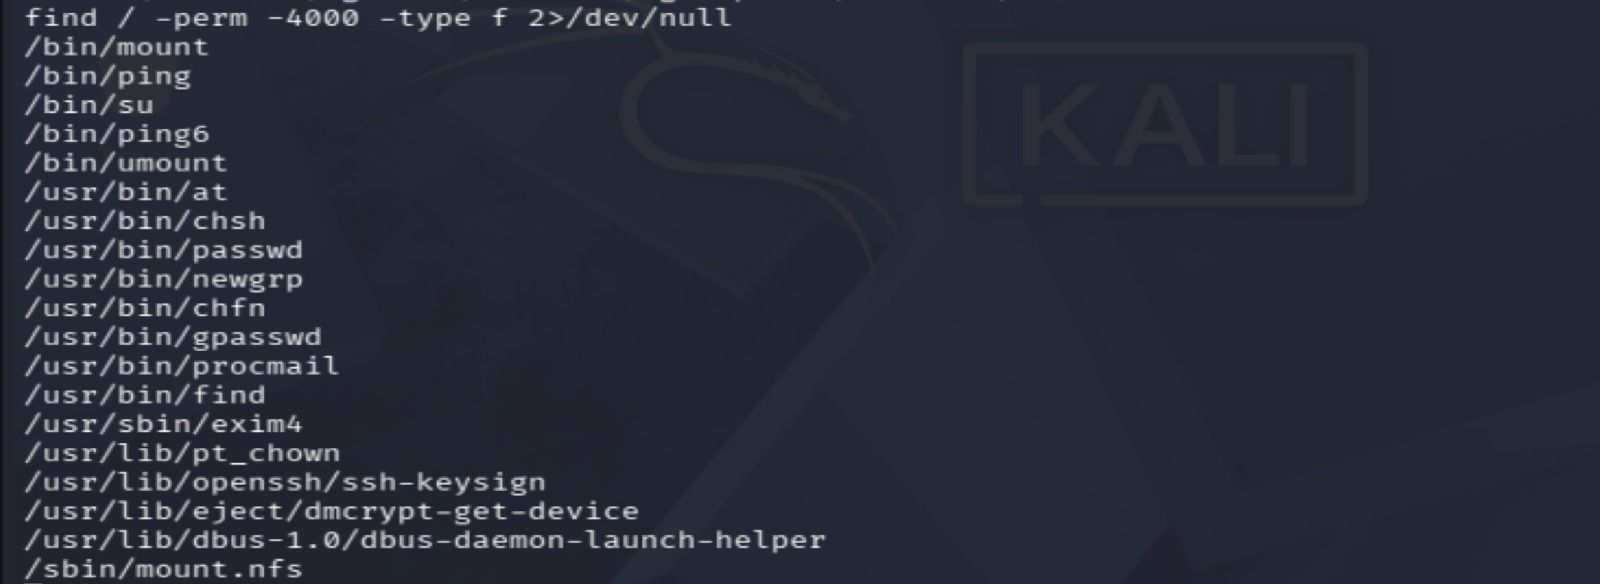 find / -perm -4000 -type f 2>/dev/null
/bin/mount
/bin/ping
/bin/su
/bin/ping6
/bin/umount
/usr/bin/at
/usr/bin/chsh
/usr/bin/passwd
/usr/bin/newgrp
/usr/bin/chfn
/usr/bin/gpasswd
/usr/bin/procmail
/usr/bin/find
/usr/sbin/exim4
/usr/lib/pt_chown
/usr/lib/openssh/ssh-keysign
/usr/lib/eject/dmcrypt-get-device
/usr/lib/dbus-1.0/dbus-daemon-launch-helper
/sbin/mount.nfs
KALI